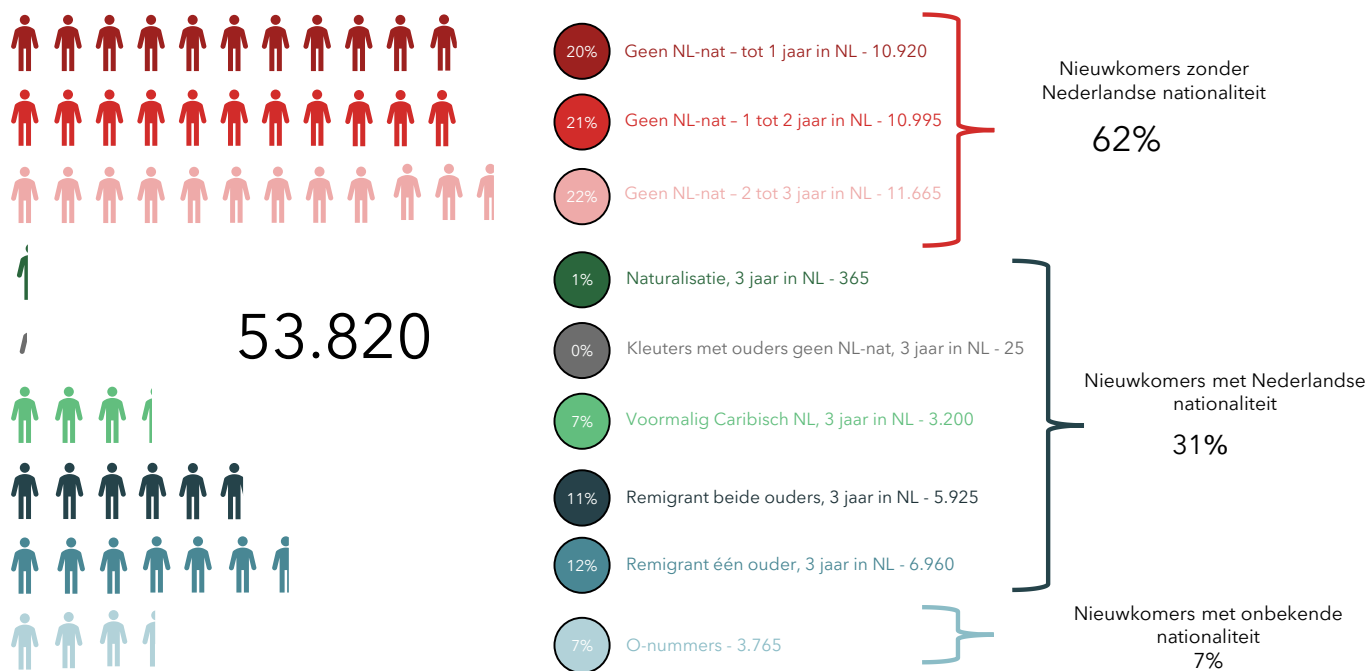 20%
Geen NL-nat – tot 1 jaar in NL - 10.920
21%
Geen NL-nat – 1 tot 2 jaar in NL - 10.995
22%
Geen NL-nat – 2 tot 3 jaar in NL - 11.665
Nieuwkomers zonder
Nederlandse nationaliteit
62%
53.820
1%
Naturalisatie, 3 jaar in NL - 365
0%
Kleuters met ouders geen NL-nat, 3 jaar in NL - 25
7%
Voormalig Caribisch NL, 3 jaar in NL - 3.200
11%
Remigrant beide ouders, 3 jaar in NL - 5.925
12%
Remigrant één ouder, 3 jaar in NL - 6.960
Nieuwkomers met Nederlandse
nationaliteit
31%
7%
O-nummers - 3.765
Nieuwkomers met onbekende
nationaliteit
7%